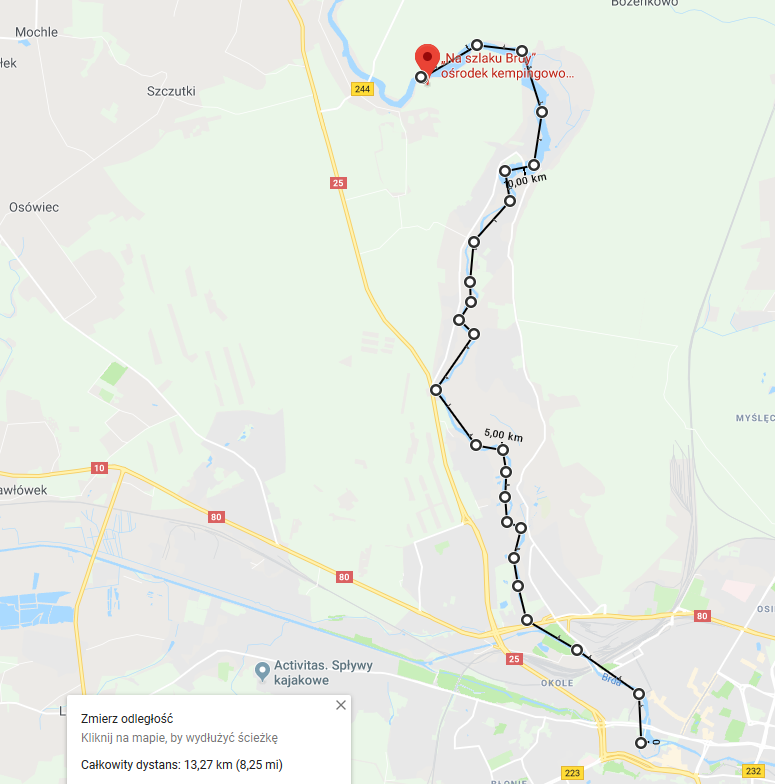 Bożenkowo
Mochle
łek
„Na szlaku Brdy”
ośrodek kempingowo...
244
Szczutki
25
10,00 km
Osówiec
MYŚLĘC
5,00 km
10
awłówek
80
80
80
OSI
25
Activitas. Spływy
kajakowe
OKOLE
Brda
L
0
Zmierz odległość
Kliknij na mapie, by wydłużyć ścieżkę
Całkowity dystans: 13,27 km (8,25 mi)
223
232
BŁONIE